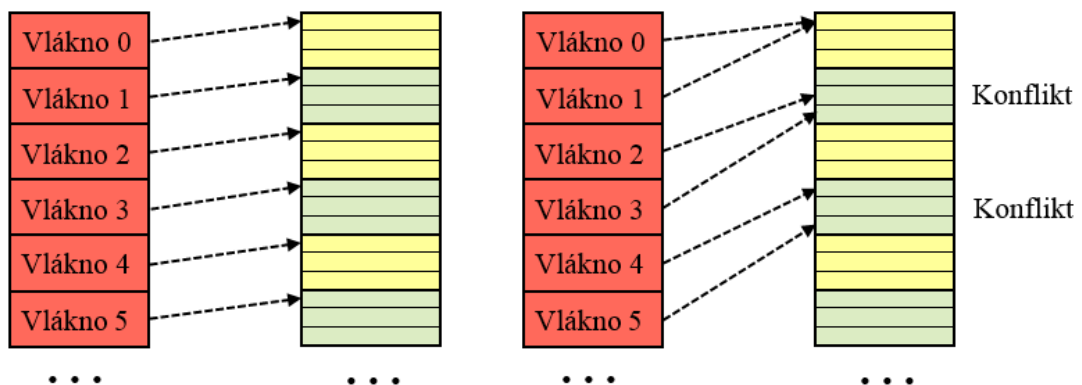 Vlákno 0
Vlákno 1
Vlákno 2
Vlákno 3
Vlákno 4
Vlákno 5
• • •
• • •
Vlákno 0
Vlákno 1
Vlákno 2
Vlákno 3
Vlákno 4
Vlákno 5
• • •
• • •
Konflikt
Konflikt